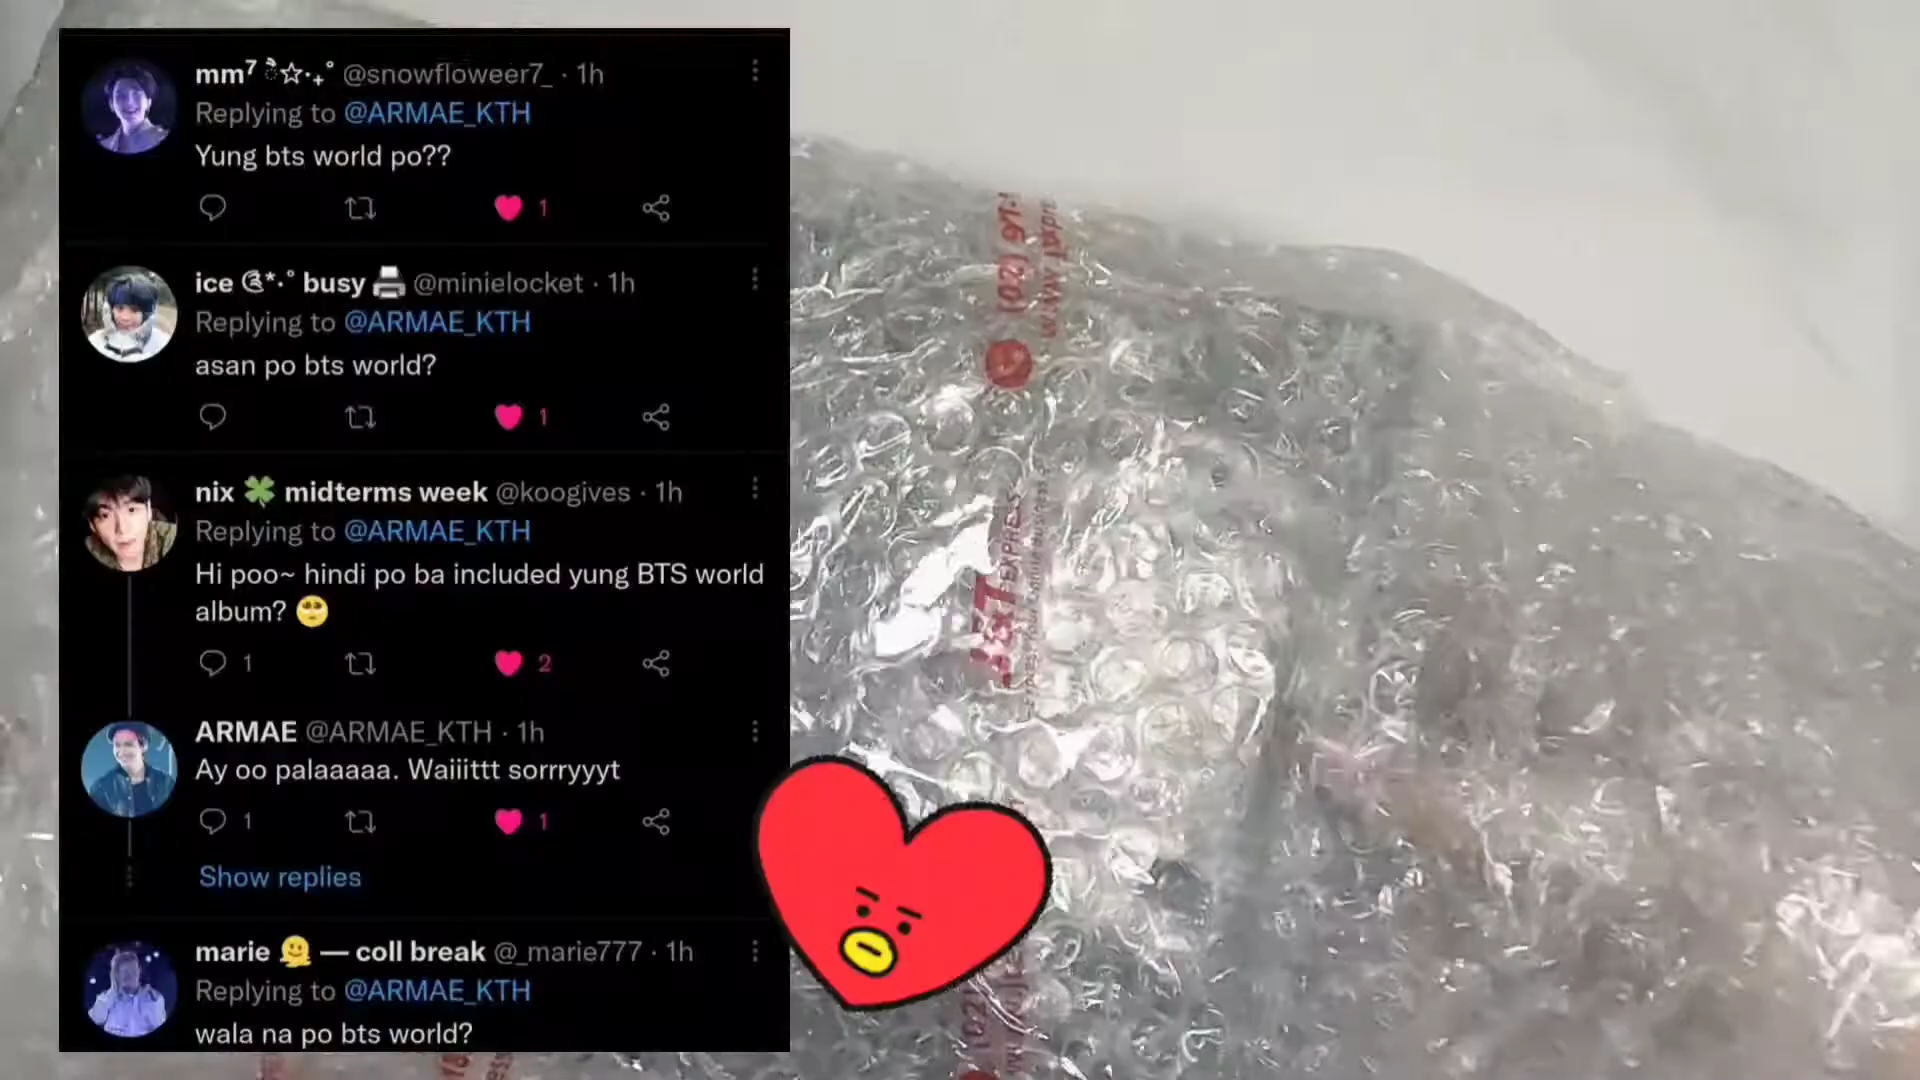 mm⁷ ☆·₊˚ @snowfloweer7_ · 1h
Replying to @ARMAE_KTH
Yung bts world po??
1
ice ༊*·˚ busy 🖨️ @minielocket · 1h
Replying to @ARMAE_KTH
asan po bts world?
1
nix 🍀 midterms week @koogives · 1h
Replying to @ARMAE_KTH
Hi poo~ hindi po ba included yung BTS world
album? 🥺
1 2
ARMAE @ARMAE_KTH · 1h
Ay oo palaaaaa. Waiiittt sorrryyyt
1 1
Show replies
marie 🫠 — coll break @_marie777 · 1h
Replying to @ARMAE_KTH
wala na po bts world?
(02) 911
J&T EXPRESS
(02)